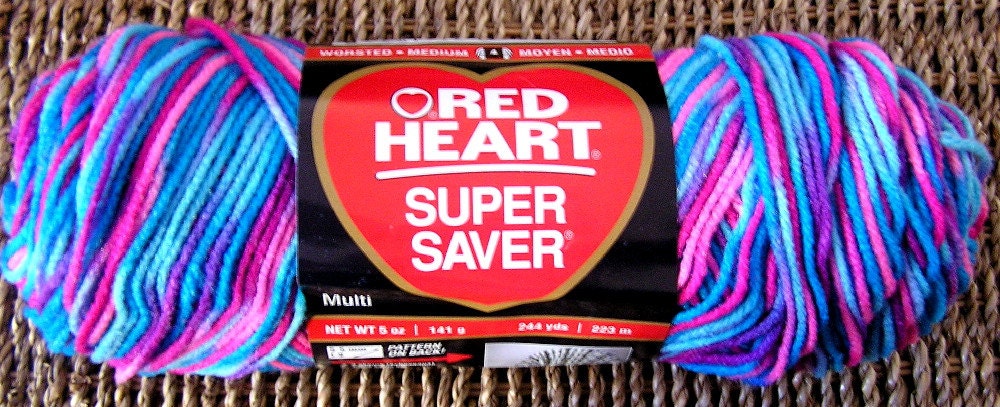 WORSTED • MEDIUM 4 MOYEN • MEDIO
RED
HEART®
SUPER
SAVER®
Multi
NET WT 5 oz | 141 g 244 yds | 223 m
PATTERN
ON BACK!